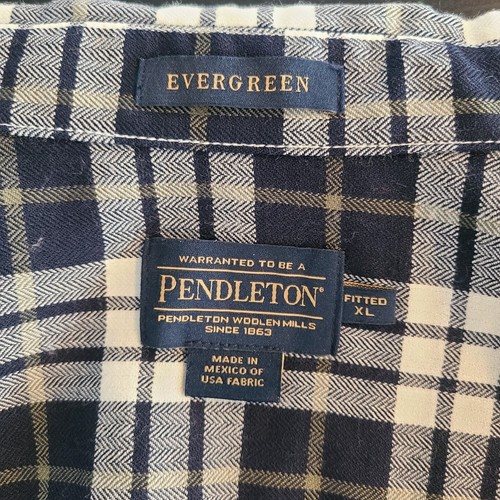 EVERGREEN
WARRANTED TO BE A
PENDLETON®
PENDLETON WOOLEN MILLS
SINCE 1863
FITTED
XL
MADE IN
MEXICO OF
USA FABRIC